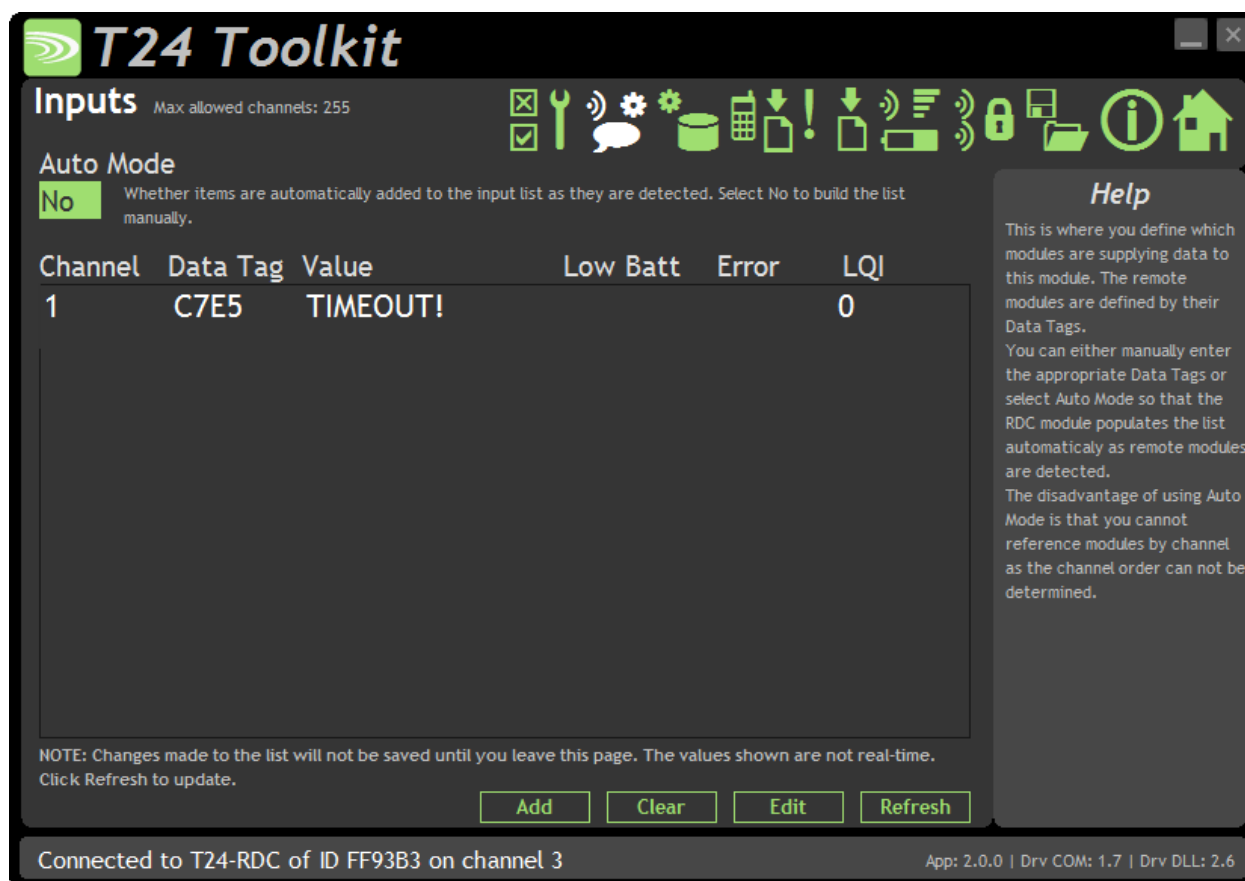 T24 Toolkit
Inputs Max allowed channels: 255
Auto Mode
No
Whether items are automatically added to the input list as they are detected. Select No to build the list
manually.
Channel Data Tag Value Low Batt Error LQI
1 C7E5 TIMEOUT! 0
NOTE: Changes made to the list will not be saved until you leave this page. The values shown are not real-time.
Click Refresh to update.
Add Clear Edit Refresh
Help
This is where you define which
modules are supplying data to
this module. The remote
modules are defined by their
Data Tags.
You can either manually enter
the appropriate Data Tags or
select Auto Mode so that the
RDC module populates the list
automaticaly as remote modules
are detected.
The disadvantage of using Auto
Mode is that you cannot
reference modules by channel
as the channel order can not be
determined.
Connected to T24-RDC of ID FF93B3 on channel 3
App: 2.0.0 | Drv COM: 1.7 | Drv DLL: 2.6